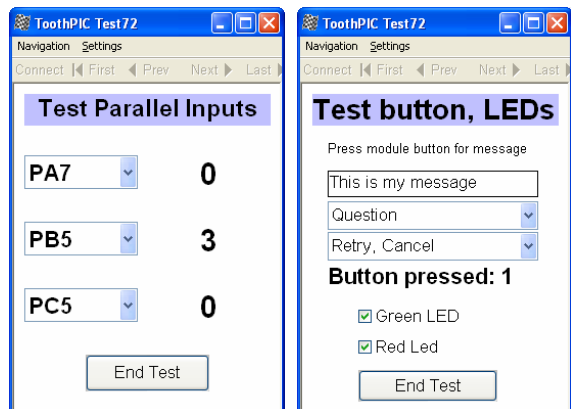 ToothPIC Test72
Navigation Settings
Connect First Prev Next Last
Test Parallel Inputs
PA7 0
PB5 3
PC5 0
End Test
ToothPIC Test72
Navigation Settings
Connect First Prev Next Last
Test button, LEDs
Press module button for message
This is my message
Question
Retry, Cancel
Button pressed: 1
Green LED
Red Led
End Test